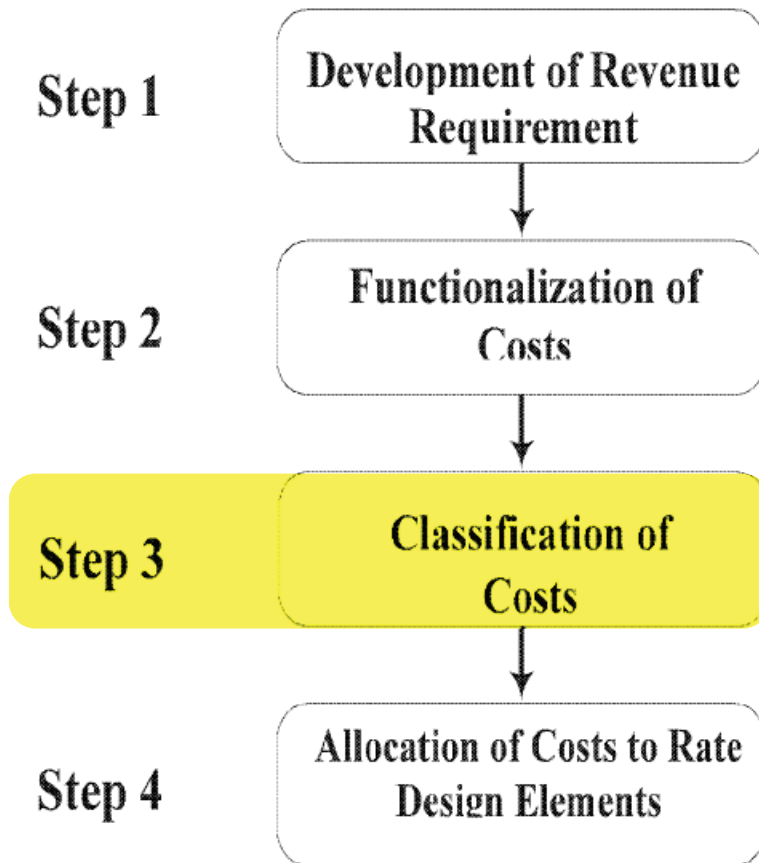 Step 1
Development of Revenue
Requirement
Step 2
Functionalization of
Costs
Step 3
Classification of
Costs
Step 4
Allocation of Costs to Rate
Design Elements